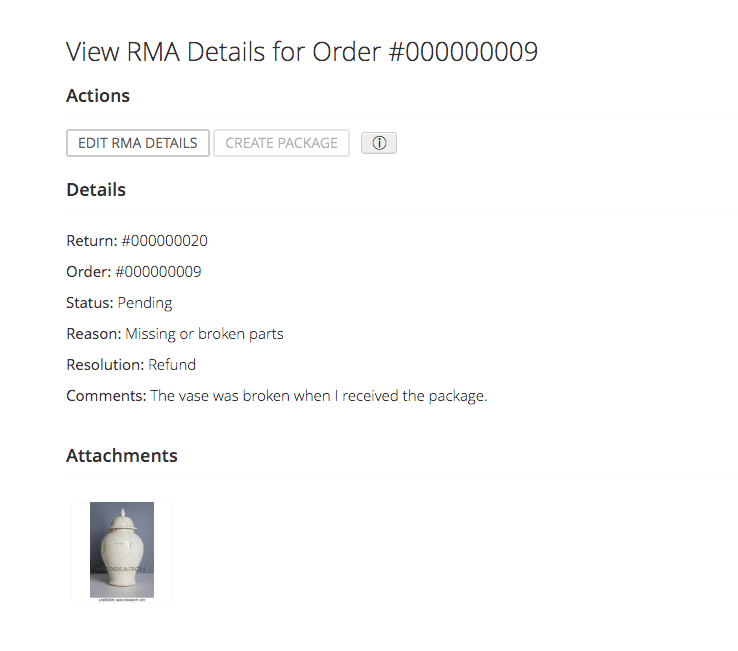 View RMA Details for Order #000000009
Actions
EDIT RMA DETAILS CREATE PACKAGE ⓘ
Details
Return: #000000020
Order: #000000009
Status: Pending
Reason: Missing or broken parts
Resolution: Refund
Comments: The vase was broken when I received the package.
Attachments